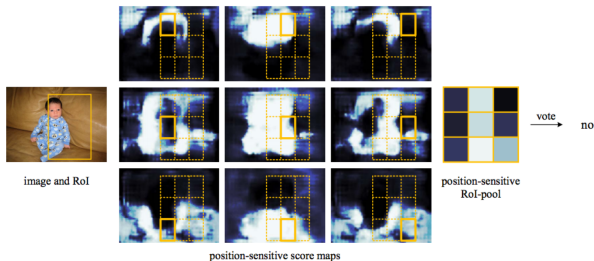 vote
no
image and RoI
position-sensitive
RoI-pool
position-sensitive score maps